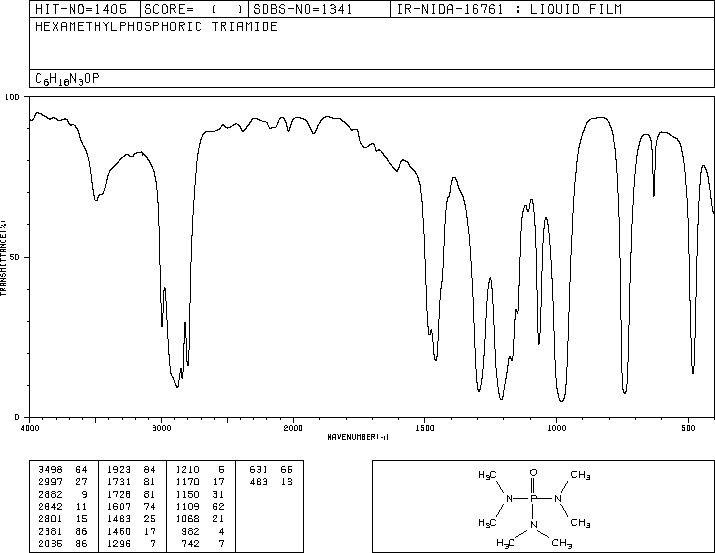 HIT-NO=1405 SCORE= ( ) SDBS-NO=1341 IR-NIDA-16761 : LIQUID FILM
HEXAMETHYLPHOSPHORIC TRIAMIDE
C6H18N3OP
100
50
0
TRANSMITTANCE(%)
4000 3000 2000 1500 1000 500
WAVENUMBER(-1)
3498 64 1923 84 1210 5 631 66
2997 27 1731 81 1170 17 483 13
2882 9 1728 81 1150 31
2842 11 1607 74 1109 62
2801 15 1483 25 1068 21
2381 86 1460 17 982 4
2035 86 1296 7 742 7
O
H3C CH3
N P N
H3C CH3
N
H3C CH3